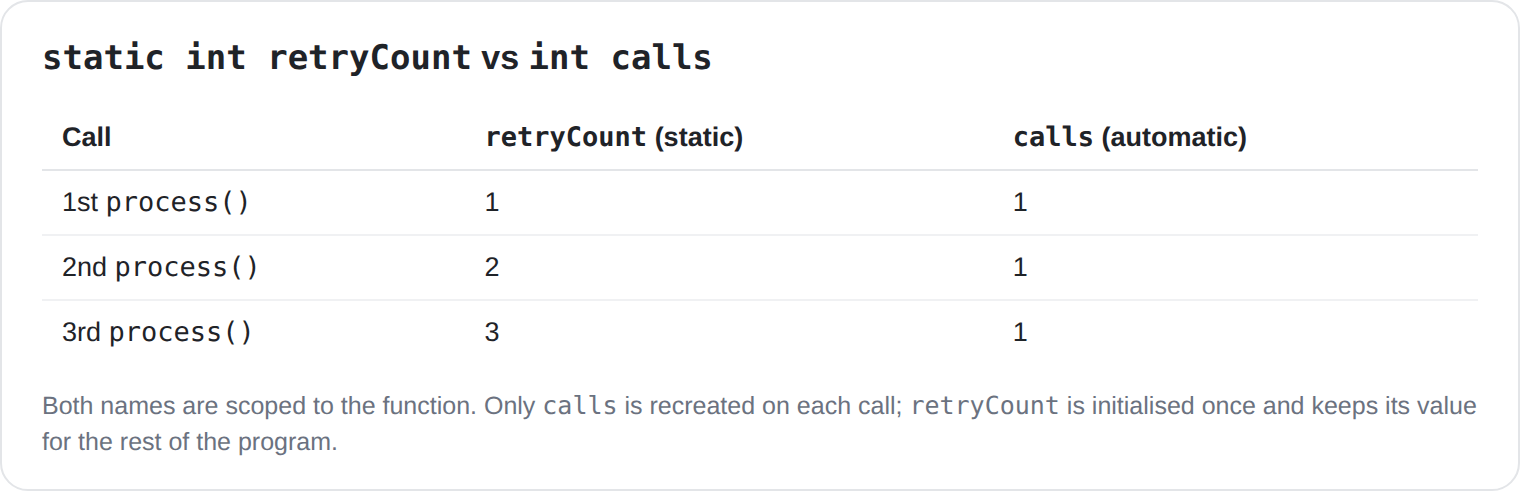 static int retryCount vs int calls
Call retryCount (static) calls (automatic)
1st process() 1 1
2nd process() 2 1
3rd process() 3 1
Both names are scoped to the function. Only calls is recreated on each call; retryCount is initialised once and keeps its value
for the rest of the program.